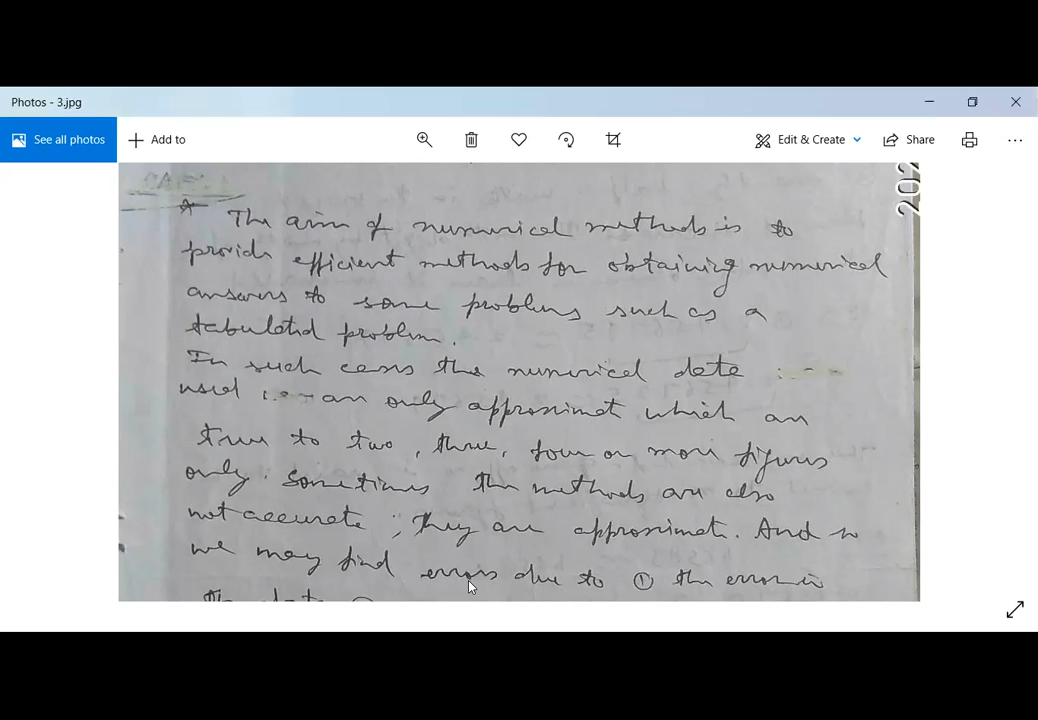 Photos - 3.jpg
See all photos
Add to
Edit & Create
Share
202
The aim of numerical methods is to
provide efficient methods for obtaining numerical
answers to some problems such as a
tabulated problem.
In such cases the numerical data
used are only approximate which are
true to two, three, four or more figures
only. Sometimes the methods are also
not accurate; They are approximate. And so
we may find errors due to ① the error in
the data